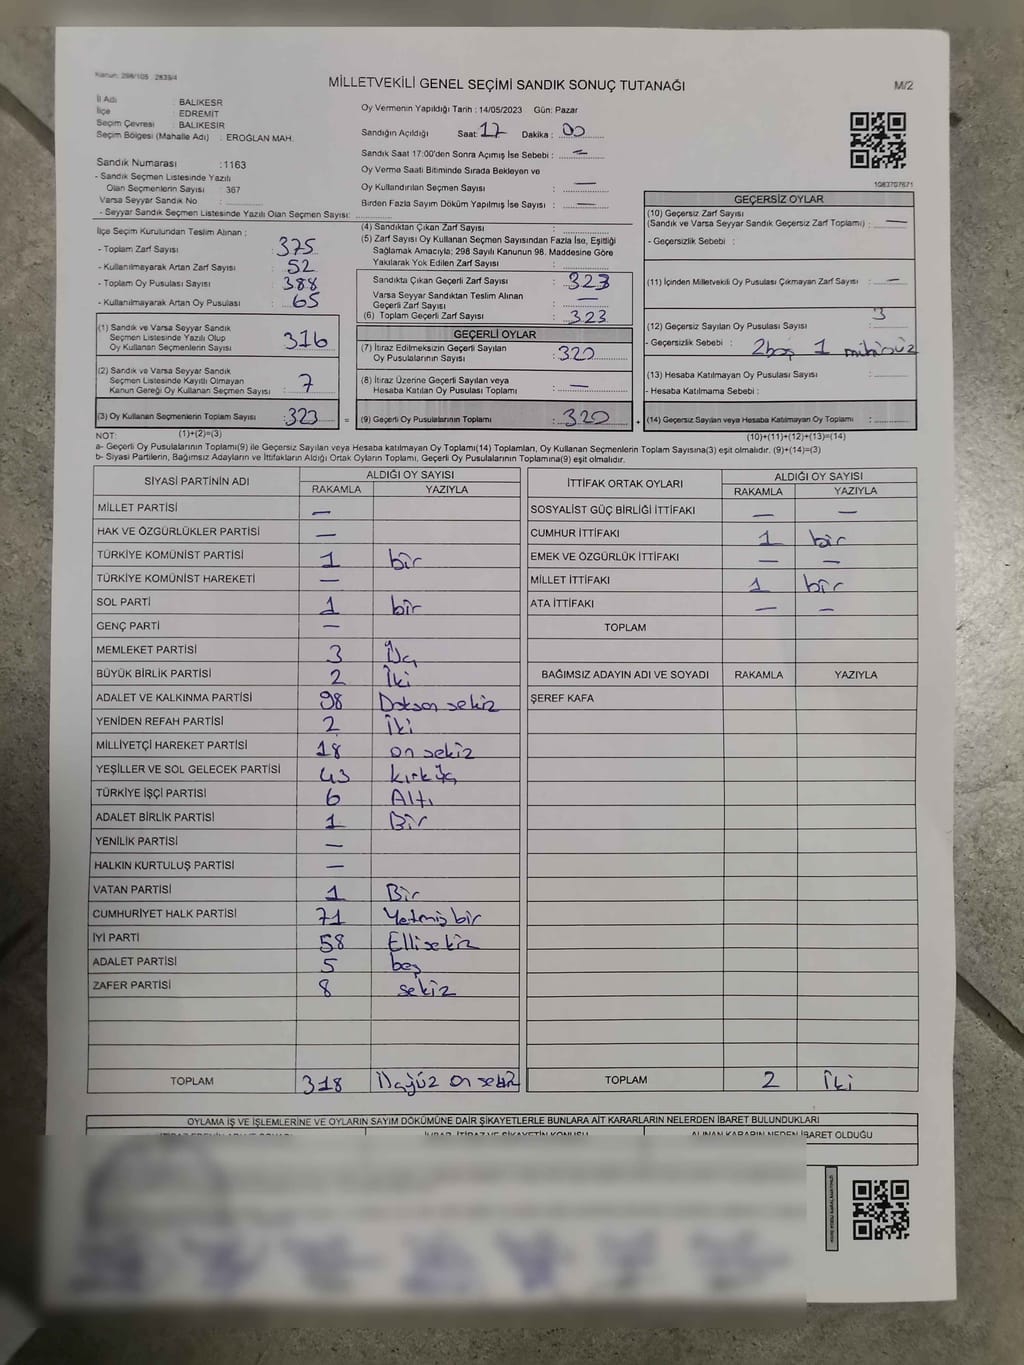 Kanun: 298/105 2839/4
MİLLETVEKİLİ GENEL SEÇİMİ SANDIK SONUÇ TUTANAĞI
M/2
İl Adı : BALIKESR
İlçe : EDREMİT
Seçim Çevresi : BALIKESİR
Seçim Bölgesi (Mahalle Adı) : EROĞLAN MAH.
Oy Vermenin Yapıldığı Tarih : 14/05/2023 Gün: Pazar
Sandığın Açıldığı Saat: 17 Dakika : 00
Sandık Saat 17:00'den Sonra Açımış İse Sebebi : —
Oy Verme Saati Bitiminde Sırada Bekleyen ve
Oy Kullandırılan Seçmen Sayısı : —
Birden Fazla Sayım Döküm Yapılmış İse Sayısı : —
Sandık Numarası : 1163
- Sandık Seçmen Listesinde Yazılı
Olan Seçmenlerin Sayısı : 367
Varsa Seyyar Sandık No :
- Seyyar Sandık Seçmen Listesinde Yazılı Olan Seçmen Sayısı:
1083707671
İlçe Seçim Kurulundan Teslim Alınan ;
- Toplam Zarf Sayısı : 375
- Kullanılmayarak Artan Zarf Sayısı : 52
- Toplam Oy Pusulası Sayısı : 388
- Kullanılmayarak Artan Oy Pusulası : 65
(1) Sandık ve Varsa Seyyar Sandık
Seçmen Listesinde Yazılı Olup
Oy Kullanan Seçmenlerin Sayısı : 316
(2) Sandık ve Varsa Seyyar Sandık
Seçmen Listesinde Kayıtlı Olmayan
Kanun Gereği Oy Kullanan Seçmen Sayısı : 7
(3) Oy Kullanan Seçmenlerin Toplam Sayısı : 323 =
(1)+(2)=(3)
(4) Sandıktan Çıkan Zarf Sayısı :
(5) Zarf Sayısı Oy Kullanan Seçmen Sayısından Fazla İse, Eşitliği
Sağlamak Amacıyla; 298 Sayılı Kanunun 98. Maddesine Göre
Yakılarak Yok Edilen Zarf Sayısı :
Sandıkta Çıkan Geçerli Zarf Sayısı : 323
Varsa Seyyar Sandıktan Teslim Alınan
Geçerli Zarf Sayısı : —
(6) Toplam Geçerli Zarf Sayısı : 323
GEÇERLİ OYLAR
(7) İtiraz Edilmeksizin Geçerli Sayılan
Oy Pusulalarının Sayısı : 320
(8) İtiraz Üzerine Geçerli Sayılan veya
Hesaba Katılan Oy Pusulası Toplamı : —
(9) Geçerli Oy Pusulalarının Toplamı : 320 +
GEÇERSİZ OYLAR
(10) Geçersiz Zarf Sayısı
(Sandık ve Varsa Seyyar Sandık Geçersiz Zarf Toplamı) : —
- Geçersizlik Sebebi :
(11) İçinden Milletvekili Oy Pusulası Çıkmayan Zarf Sayısı : —
(12) Geçersiz Sayılan Oy Pusulası Sayısı : 3
- Geçersizlik Sebebi : 2 boş 1 mühürsüz
(13) Hesaba Katılmayan Oy Pusulası Sayısı :
- Hesaba Katılmama Sebebi :
(14) Geçersiz Sayılan veya Hesaba Katılmayan Oy Toplamı :
(10)+(11)+(12)+(13)=(14)
NOT:
a- Geçerli Oy Pusulalarının Toplamı(9) ile Geçersiz Sayılan veya Hesaba katılmayan Oy Toplamı(14) Toplamları, Oy Kullanan Seçmenlerin Toplam Sayısına(3) eşit olmalıdır. (9)+(14)=(3)
b- Siyasi Partilerin, Bağımsız Adayların ve İttifakların Aldığı Ortak Oyların Toplamı, Geçerli Oy Pusulalarının Toplamına(9) eşit olmalıdır.
SİYASİ PARTİNİN ADI ALDIĞI OY SAYISI
RAKAMLA YAZIYLA
MİLLET PARTİSİ —
HAK VE ÖZGÜRLÜKLER PARTİSİ —
TÜRKİYE KOMÜNİST PARTİSİ 1 bir
TÜRKİYE KOMÜNİST HAREKETİ —
SOL PARTİ 1 bir
GENÇ PARTİ —
MEMLEKET PARTİSİ 3 Üç
BÜYÜK BİRLİK PARTİSİ 2 İki
ADALET VE KALKINMA PARTİSİ 98 Doksan sekiz
YENİDEN REFAH PARTİSİ 2 İki
MİLLİYETÇİ HAREKET PARTİSİ 18 on sekiz
YEŞİLLER VE SOL GELECEK PARTİSİ 43 kırk üç
TÜRKİYE İŞÇİ PARTİSİ 6 Altı
ADALET BİRLİK PARTİSİ 1 Bir
YENİLİK PARTİSİ —
HALKIN KURTULUŞ PARTİSİ —
VATAN PARTİSİ 1 Bir
CUMHURİYET HALK PARTİSİ 71 Yetmiş bir
İYİ PARTİ 58 Elli sekiz
ADALET PARTİSİ 5 beş
ZAFER PARTİSİ 8 sekiz
TOPLAM 318 Üçyüz on sekiz
İTTİFAK ORTAK OYLARI ALDIĞI OY SAYISI
RAKAMLA YAZIYLA
SOSYALİST GÜÇ BİRLİĞİ İTTİFAKI — —
CUMHUR İTTİFAKI 1 bir
EMEK VE ÖZGÜRLÜK İTTİFAKI — —
MİLLET İTTİFAKI 1 bir
ATA İTTİFAKI — —
TOPLAM
BAĞIMSIZ ADAYIN ADI VE SOYADI RAKAMLA YAZIYLA
ŞEREF KAFA
TOPLAM 2 İki
OYLAMA İŞ VE İŞLEMLERİNE VE OYLARIN SAYIM DÖKÜMÜNE DAİR ŞİKAYETLERLE BUNLARA AİT KARARLARIN NELERDEN İBARET BULUNDUKLARI
ALINAN KARARIN NEDEN İBARET OLDUĞU